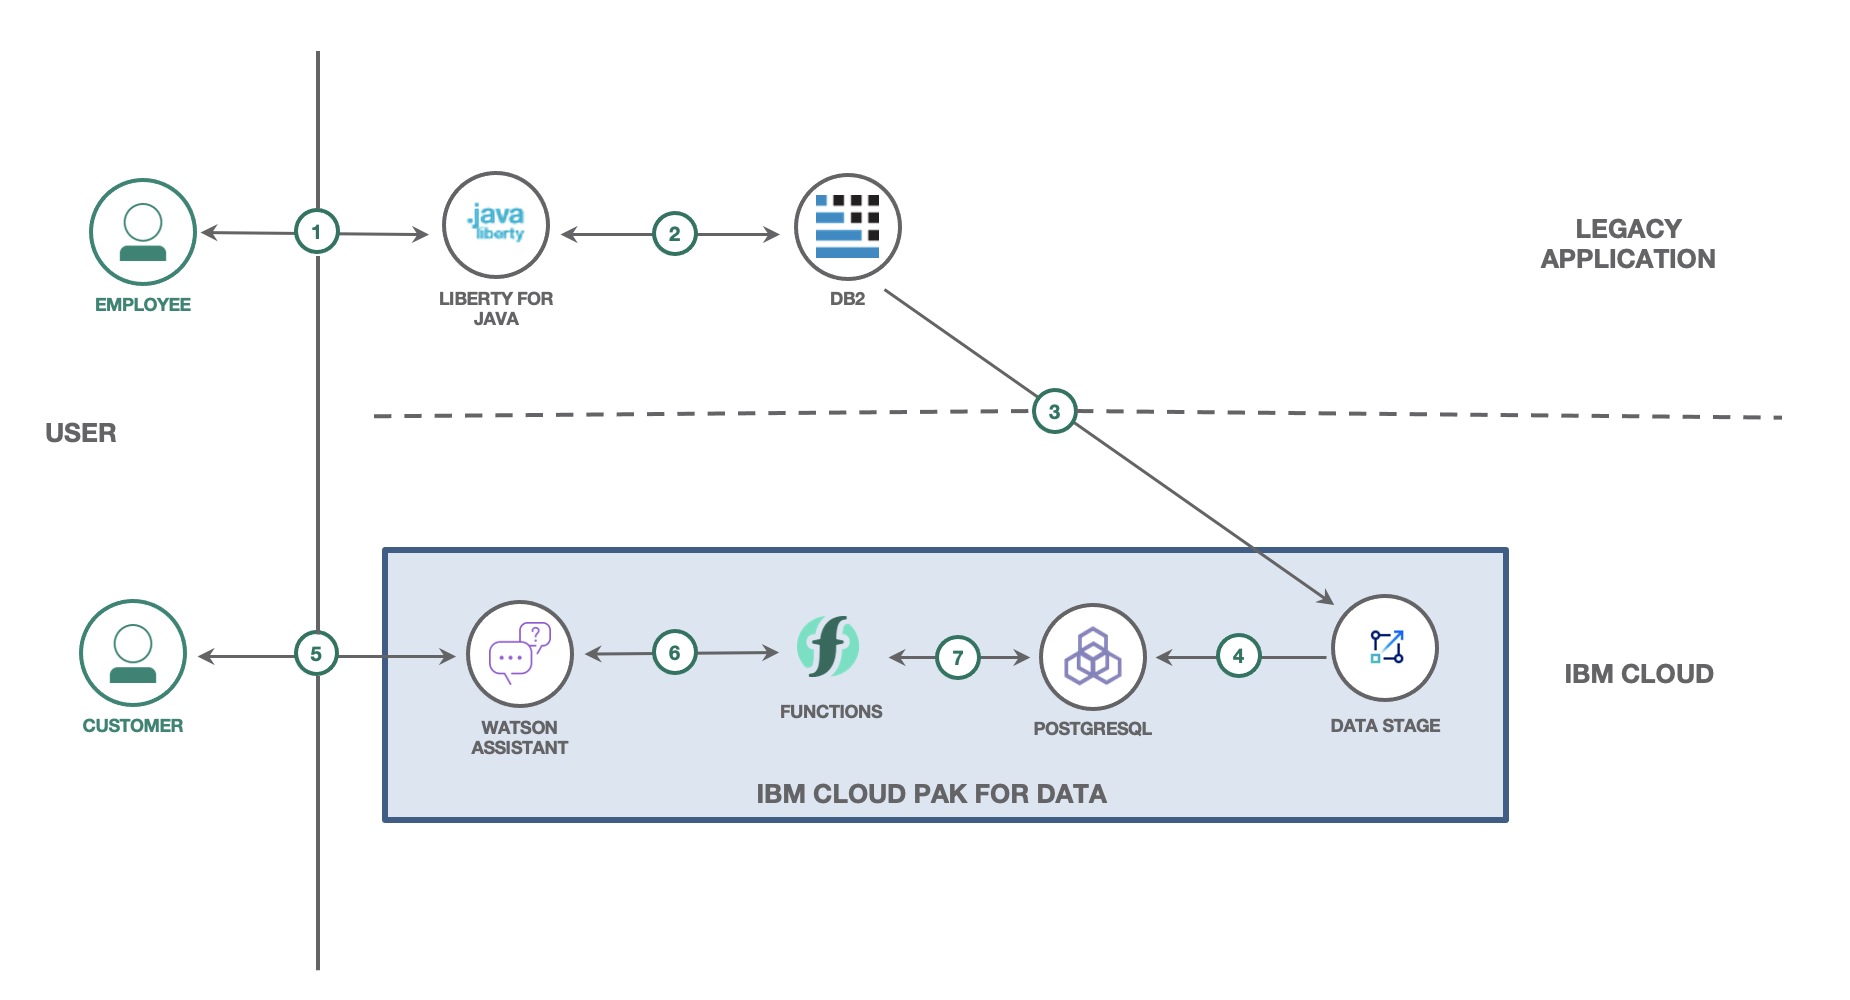 1
.java
liberty
2
EMPLOYEE
LIBERTY FOR
JAVA
DB2
LEGACY
APPLICATION
3
USER
5
?
6
f
7
4
CUSTOMER
WATSON
ASSISTANT
FUNCTIONS
POSTGRESQL
DATA STAGE
IBM CLOUD
IBM CLOUD PAK FOR DATA